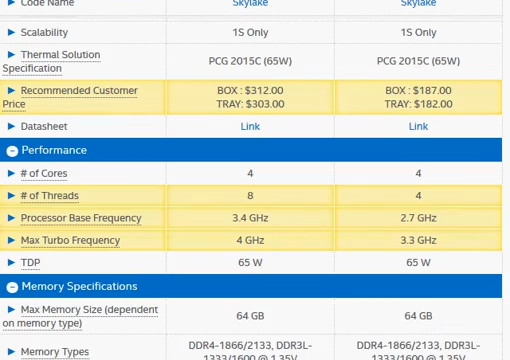 Code Name Skylake Skylake
Scalability 1S Only 1S Only
Thermal Solution
Specification PCG 2015C (65W) PCG 2015C (65W)
Recommended Customer
Price BOX : $312.00 BOX : $187.00
TRAY: $303.00 TRAY: $182.00
Datasheet Link Link
Performance
# of Cores 4 4
# of Threads 8 4
Processor Base Frequency 3.4 GHz 2.7 GHz
Max Turbo Frequency 4 GHz 3.3 GHz
TDP 65 W 65 W
Memory Specifications
Max Memory Size (dependent
on memory type) 64 GB 64 GB
Memory Types DDR4-1866/2133, DDR3L- DDR4-1866/2133, DDR3L-
1333/1600 @ 1.35V 1333/1600 @ 1.35V